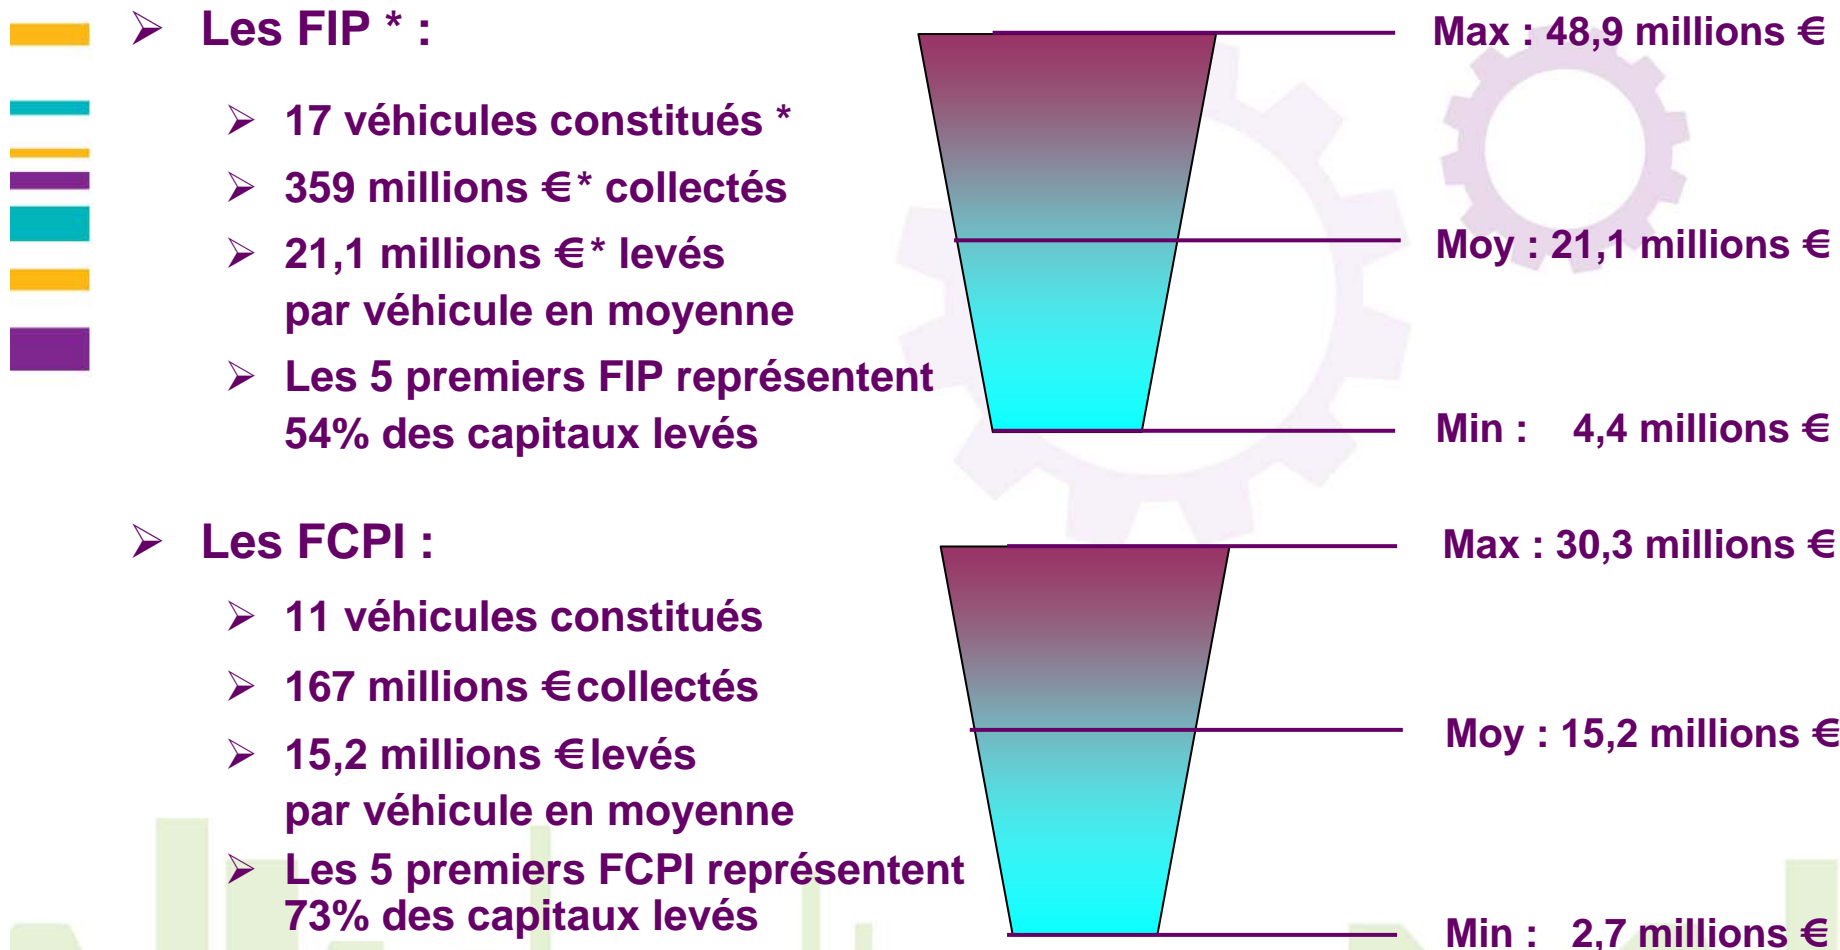 Les FIP * :
17 véhicules constitués *
359 millions €* collectés
21,1 millions €* levés
par véhicule en moyenne
Les 5 premiers FIP représentent
54% des capitaux levés
Max : 48,9 millions €
Moy : 21,1 millions €
Min : 4,4 millions €
Les FCPI :
11 véhicules constitués
167 millions € collectés
15,2 millions € levés
par véhicule en moyenne
Les 5 premiers FCPI représentent
73% des capitaux levés
Max : 30,3 millions €
Moy : 15,2 millions €
Min : 2,7 millions €